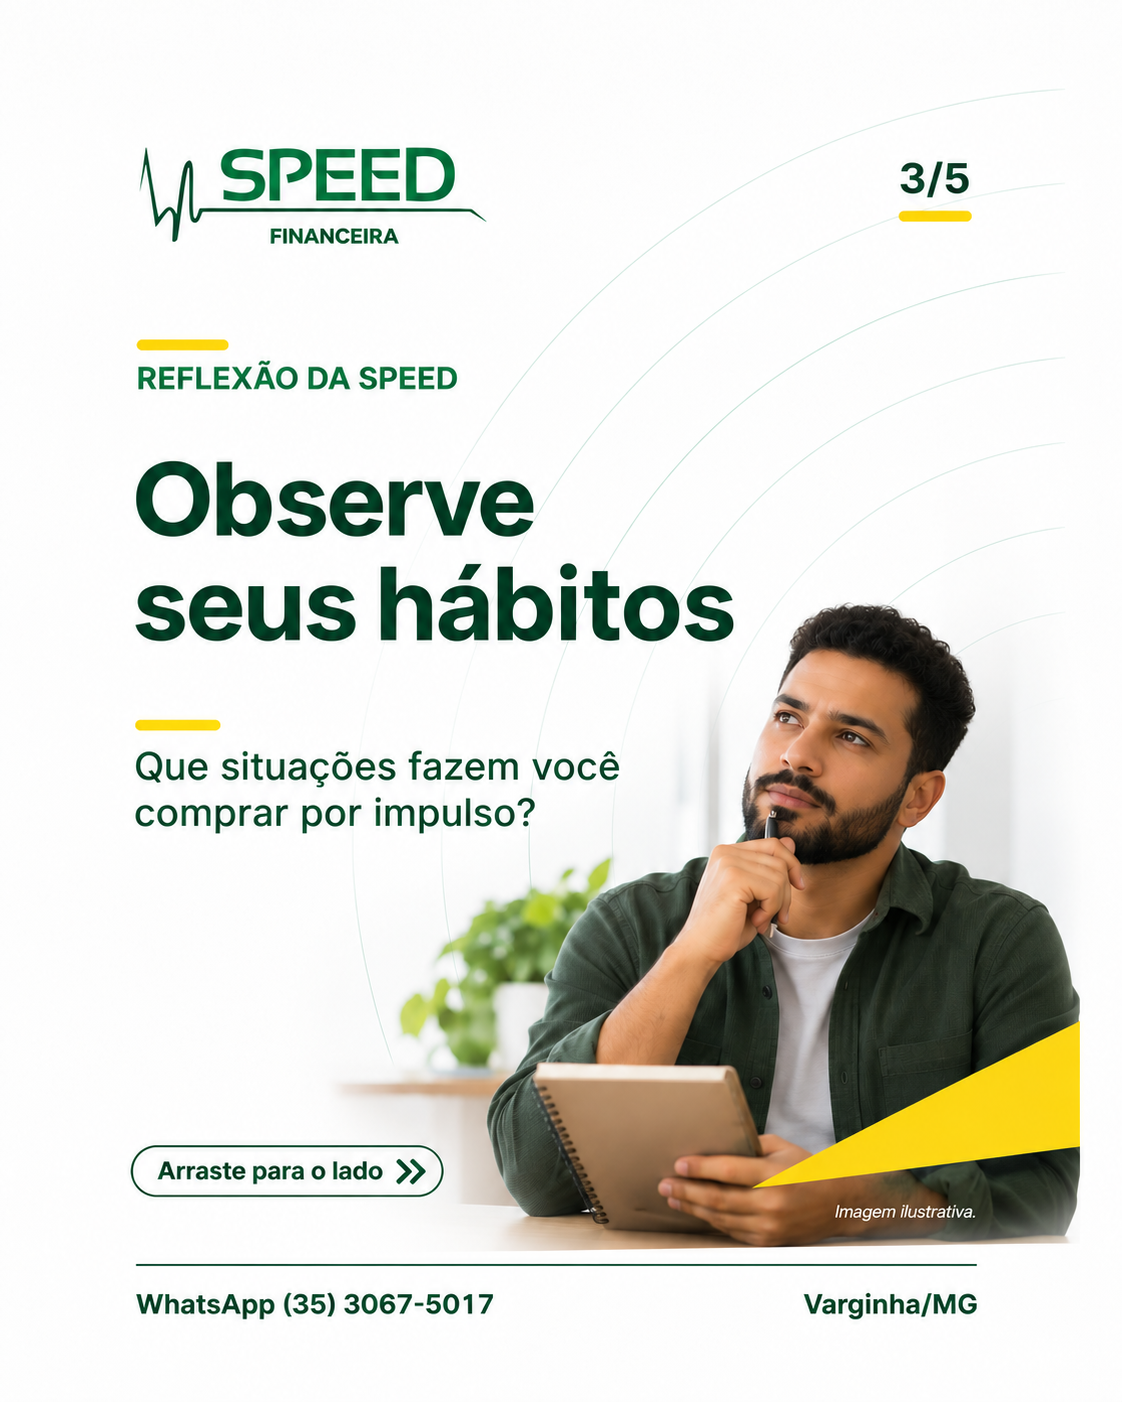 SPEED
FINANCEIRA
3/5
REFLEXÃO DA SPEED
Observe
seus hábitos
Que situações fazem você
comprar por impulso?
Arraste para o lado
Imagem ilustrativa.
WhatsApp (35) 3067-5017
Varginha/MG